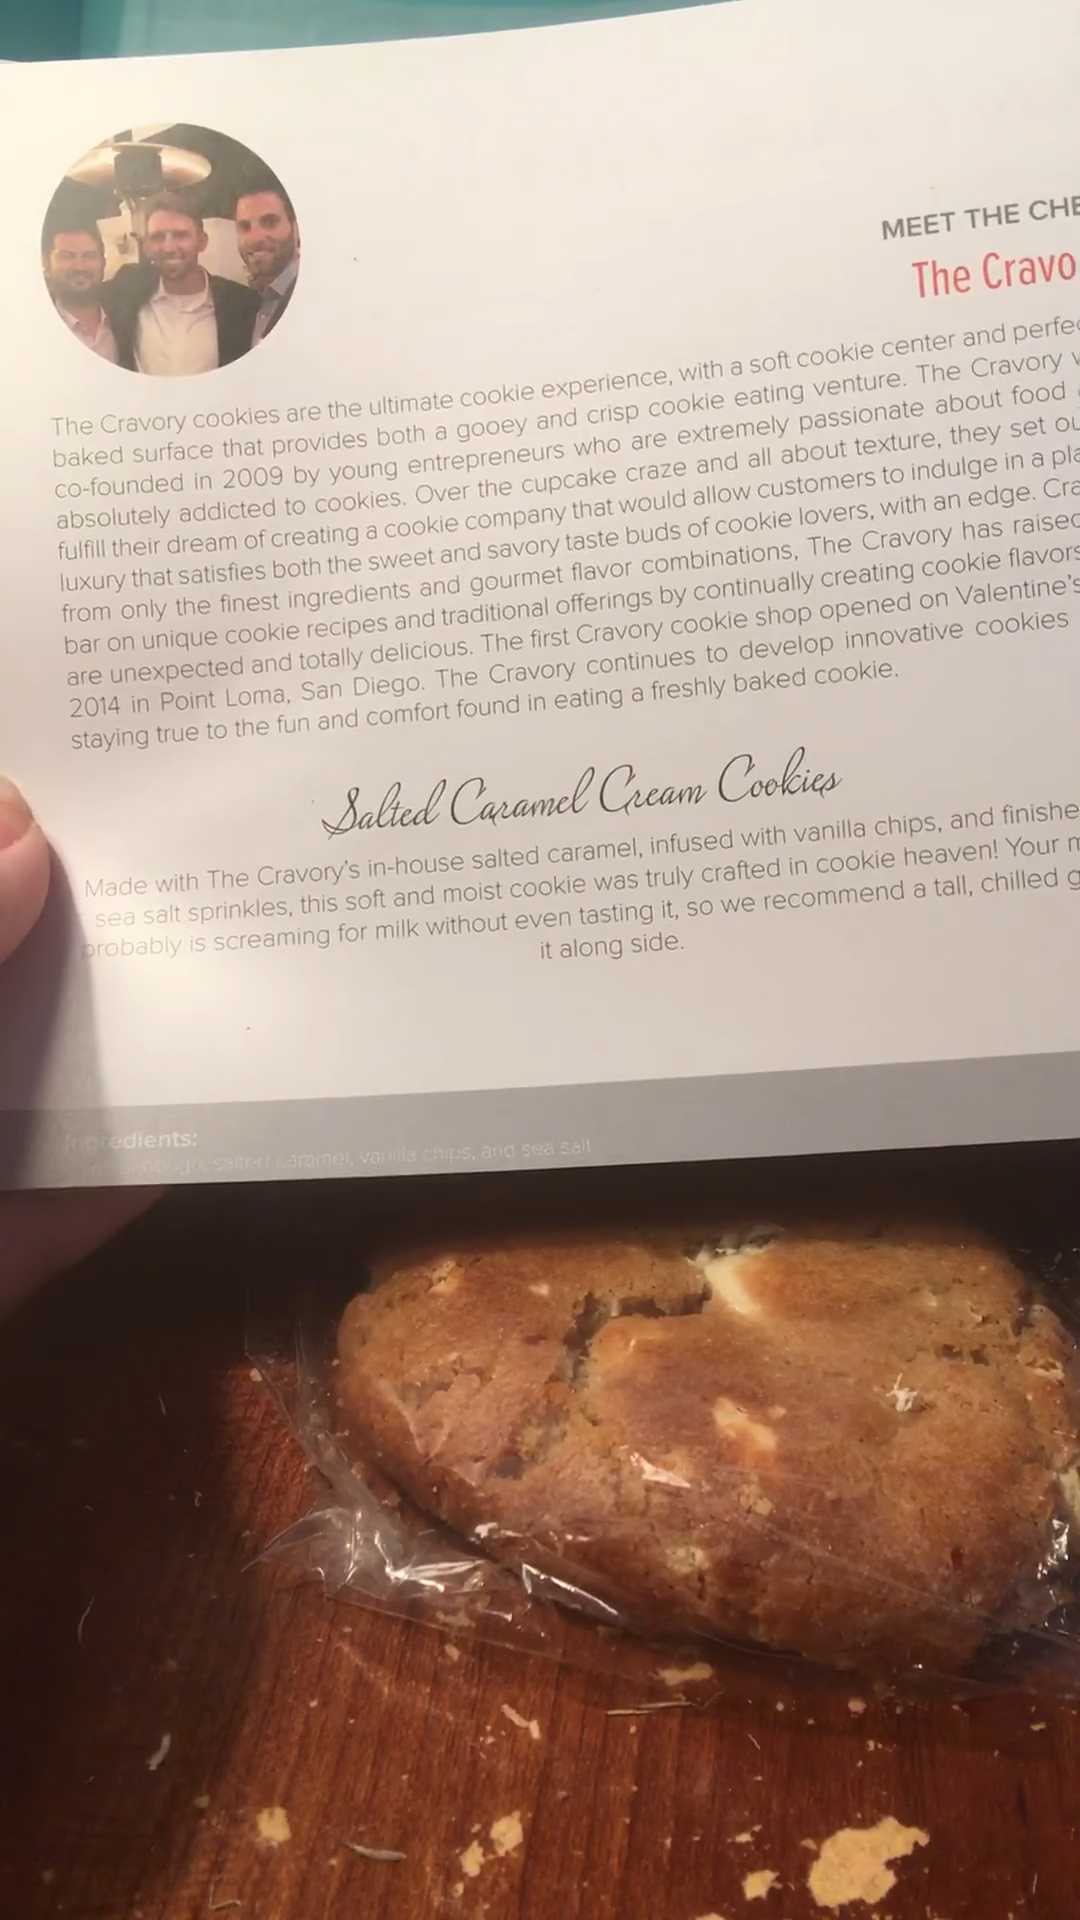 MEET THE CHE
The Cravo
The Cravory cookies are the ultimate cookie experience, with a soft cookie center and perfec
baked surface that provides both a gooey and crisp cookie eating venture. The Cravory
co-founded in 2009 by young entrepreneurs who are extremely passionate about food
absolutely addicted to cookies. Over the cupcake craze and all about texture, they set ou
fulfill their dream of creating a cookie company that would allow customers to indulge in a pla
luxury that satisfies both the sweet and savory taste buds of cookie lovers, with an edge. Cra
from only the finest ingredients and gourmet flavor combinations, The Cravory has raised
bar on unique cookie recipes and traditional offerings by continually creating cookie flavors
are unexpected and totally delicious. The first Cravory cookie shop opened on Valentine's
2014 in Point Loma, San Diego. The Cravory continues to develop innovative cookies
staying true to the fun and comfort found in eating a freshly baked cookie.
Salted Caramel Cream Cookies
Made with The Cravory's in-house salted caramel, infused with vanilla chips, and finishe
sea salt sprinkles, this soft and moist cookie was truly crafted in cookie heaven! Your m
probably is screaming for milk without even tasting it, so we recommend a tall, chilled g
it along side.
Ingredients:
salted caramel, vanilla chips, and sea salt